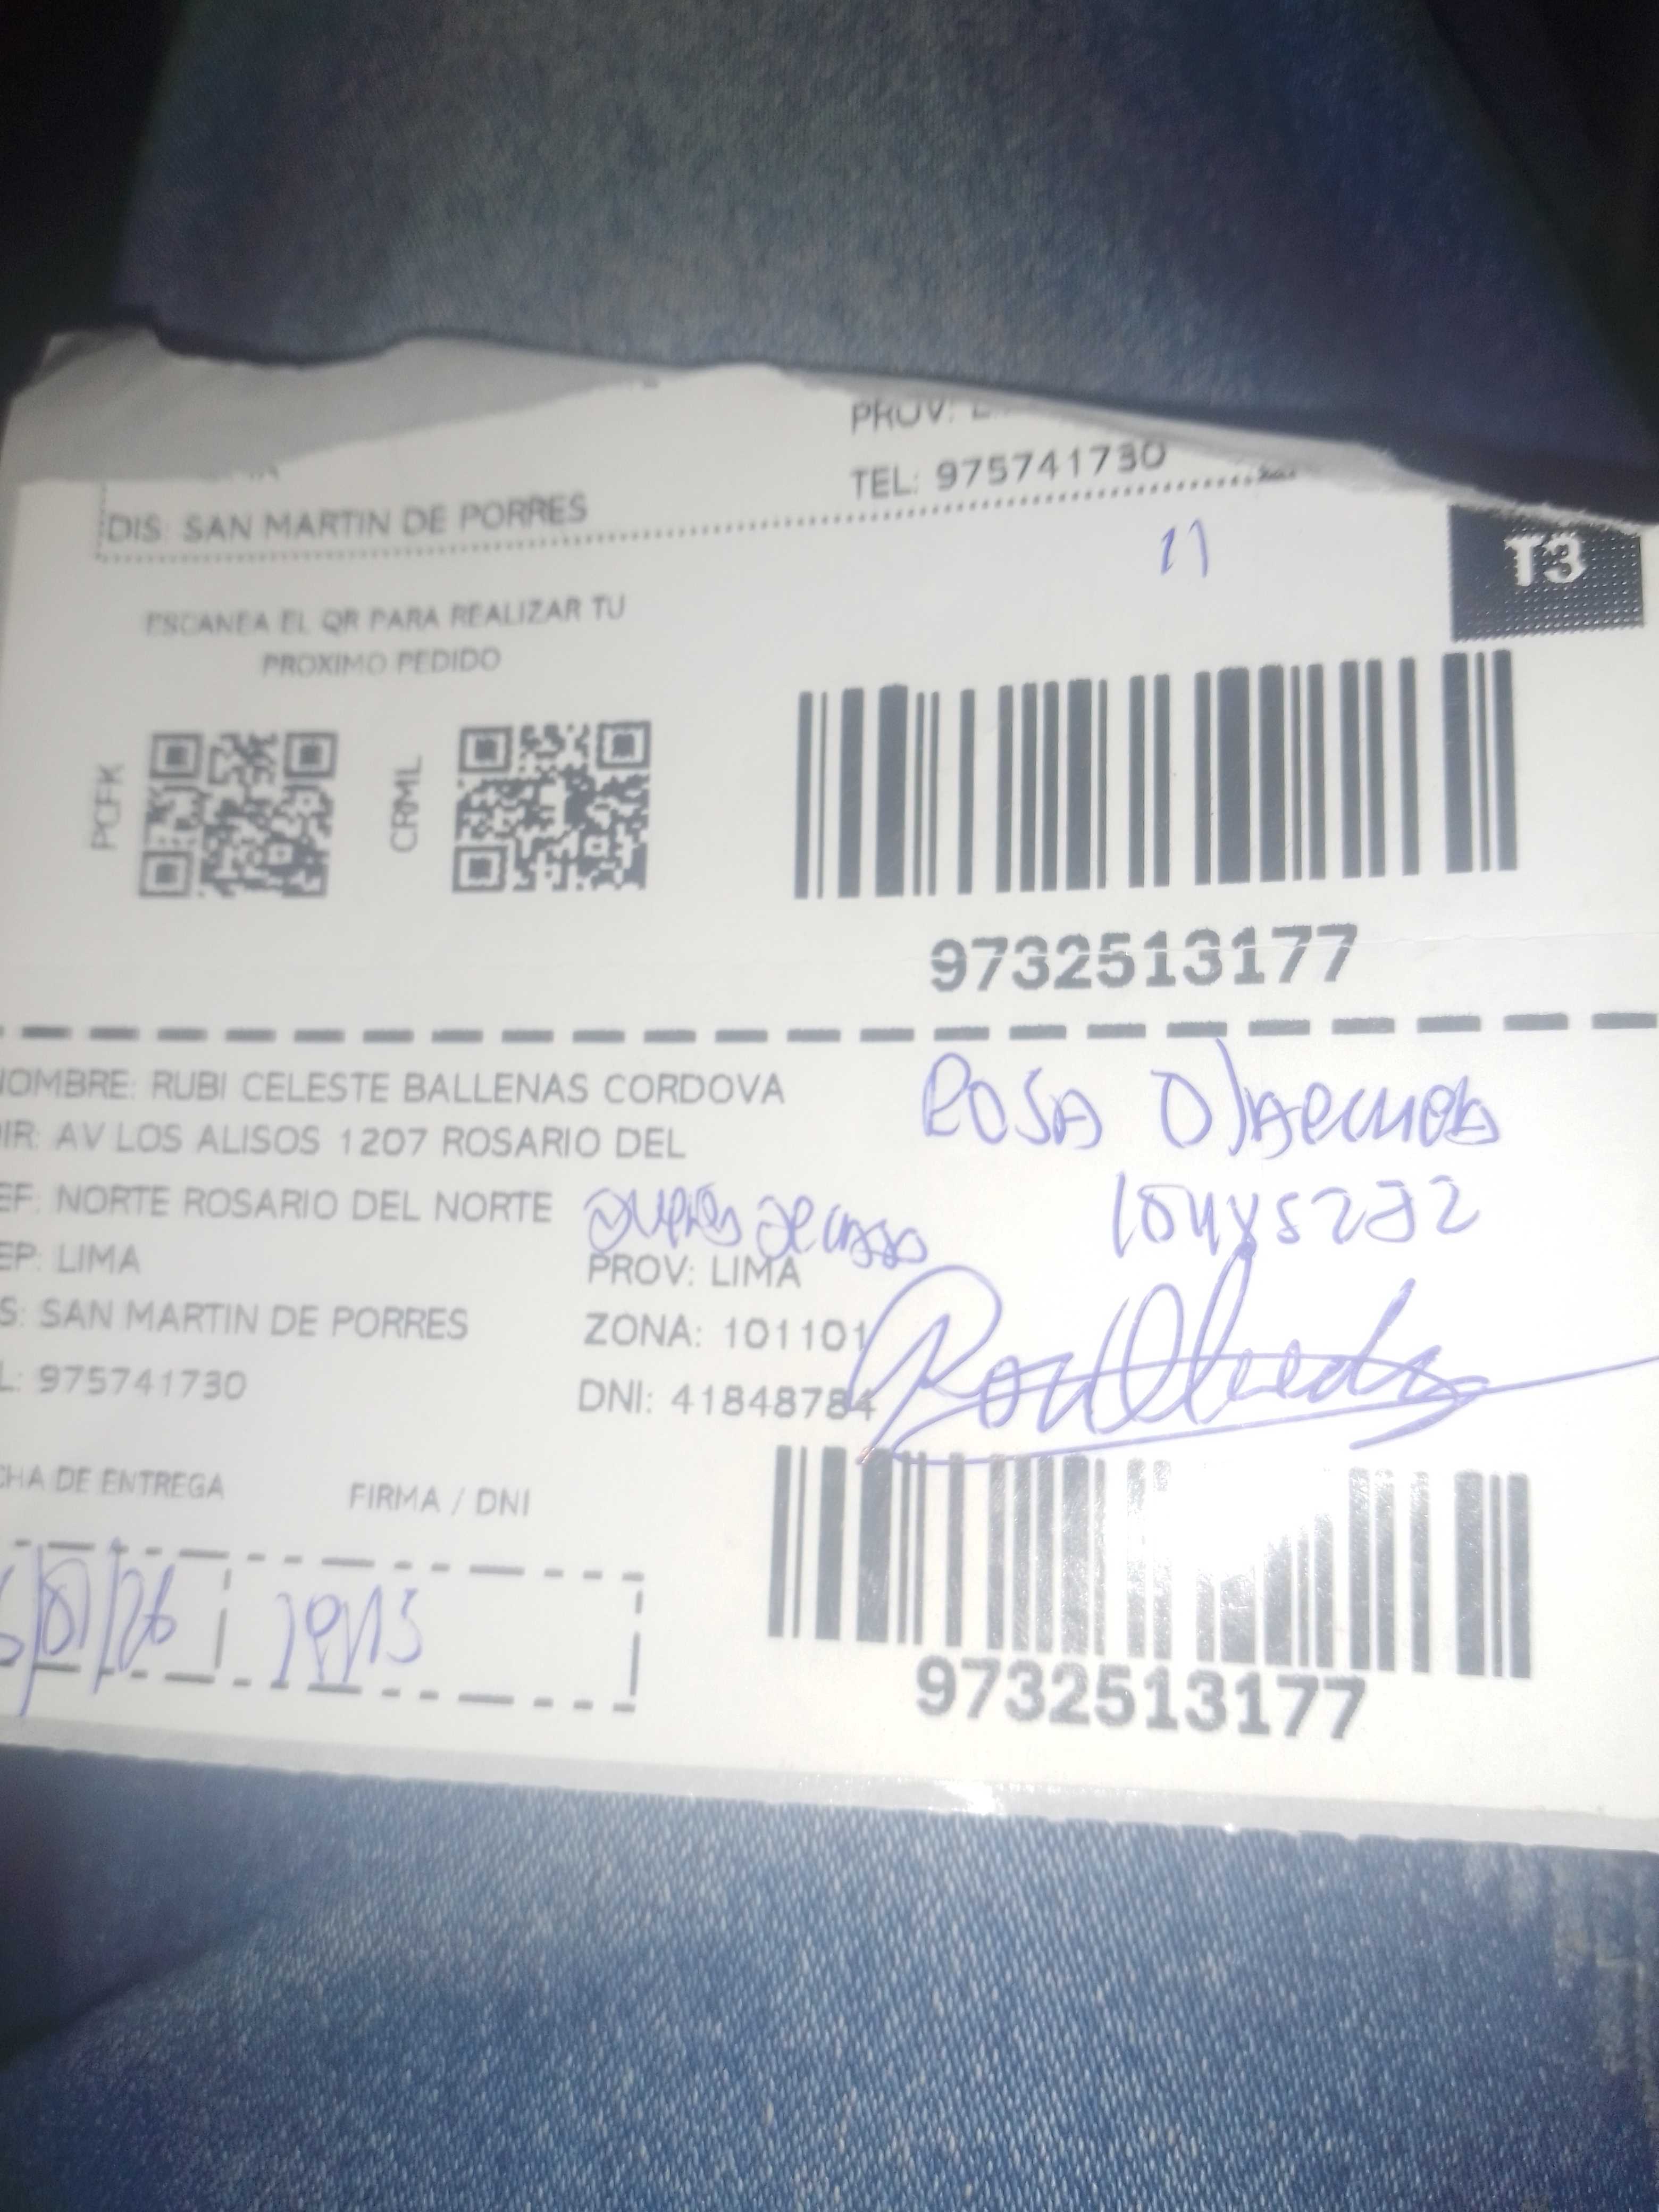 PROV: L
TEL: 975741730
DIS: SAN MARTIN DE PORRES
11
T3
ESCANEA EL QR PARA REALIZAR TU
PROXIMO PEDIDO
PCFK
CRML
9732513177
NOMBRE: RUBI CELESTE BALLENAS CORDOVA
ROSA
DIR: AV LOS ALISOS 1207 ROSARIO DEL
EF: NORTE ROSARIO DEL NORTE
EP: LIMA
PROV: LIMA
S: SAN MARTIN DE PORRES
ZONA: 101101
L: 975741730
DNI: 41848784
CHA DE ENTREGA
FIRMA / DNI
19/13
9732513177